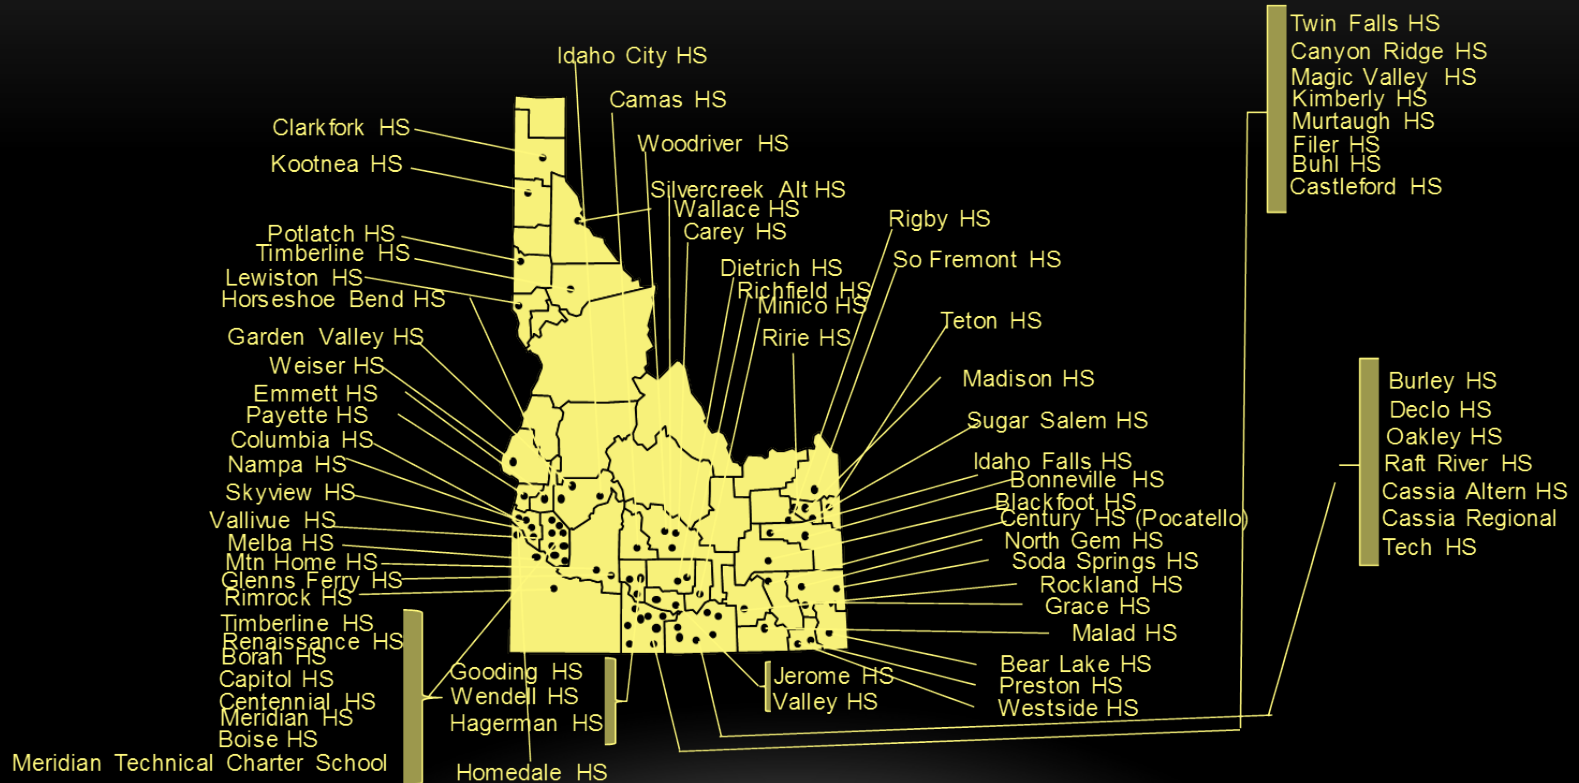 Twin Falls HS
Canyon Ridge HS
Magic Valley HS
Kimberly HS
Murtaugh HS
Filer HS
Buhl HS
Castleford HS
Idaho City HS
Camas HS
Woodriver HS
Silvercreek Alt HS
Wallace HS
Carey HS
Dietrich HS
Richfield HS
Minico HS
Ririe HS
Rigby HS
So Fremont HS
Teton HS
Madison HS
Sugar Salem HS
Idaho Falls HS
Bonneville HS
Blackfoot HS
Century HS (Pocatello)
North Gem HS
Soda Springs HS
Rockland HS
Grace HS
Malad HS
Bear Lake HS
Preston HS
Westside HS
Burley HS
Declo HS
Oakley HS
Raft River HS
Cassia Altern HS
Cassia Regional
Tech HS
Clarkfork HS
Kootnea HS
Potlatch HS
Timberline HS
Lewiston HS
Horseshoe Bend HS
Garden Valley HS
Weiser HS
Emmett HS
Payette HS
Columbia HS
Nampa HS
Skyview HS
Vallivue HS
Melba HS
Mtn Home HS
Glenns Ferry HS
Rimrock HS
Timberline HS
Renaissance HS
Borah HS
Capitol HS
Centennial HS
Meridian HS
Boise HS
Meridian Technical Charter School
Gooding HS
Wendell HS
Hagerman HS
Homedale HS
Jerome HS
Valley HS